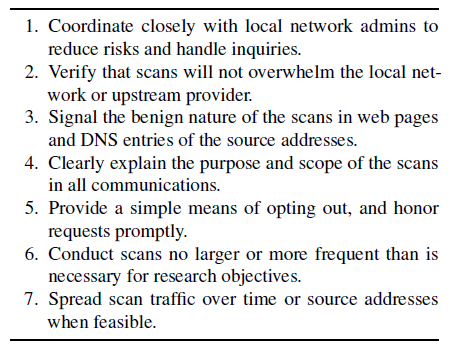 1. Coordinate closely with local network admins to
reduce risks and handle inquiries.
2. Verify that scans will not overwhelm the local net-
work or upstream provider.
3. Signal the benign nature of the scans in web pages
and DNS entries of the source addresses.
4. Clearly explain the purpose and scope of the scans
in all communications.
5. Provide a simple means of opting out, and honor
requests promptly.
6. Conduct scans no larger or more frequent than is
necessary for research objectives.
7. Spread scan traffic over time or source addresses
when feasible.